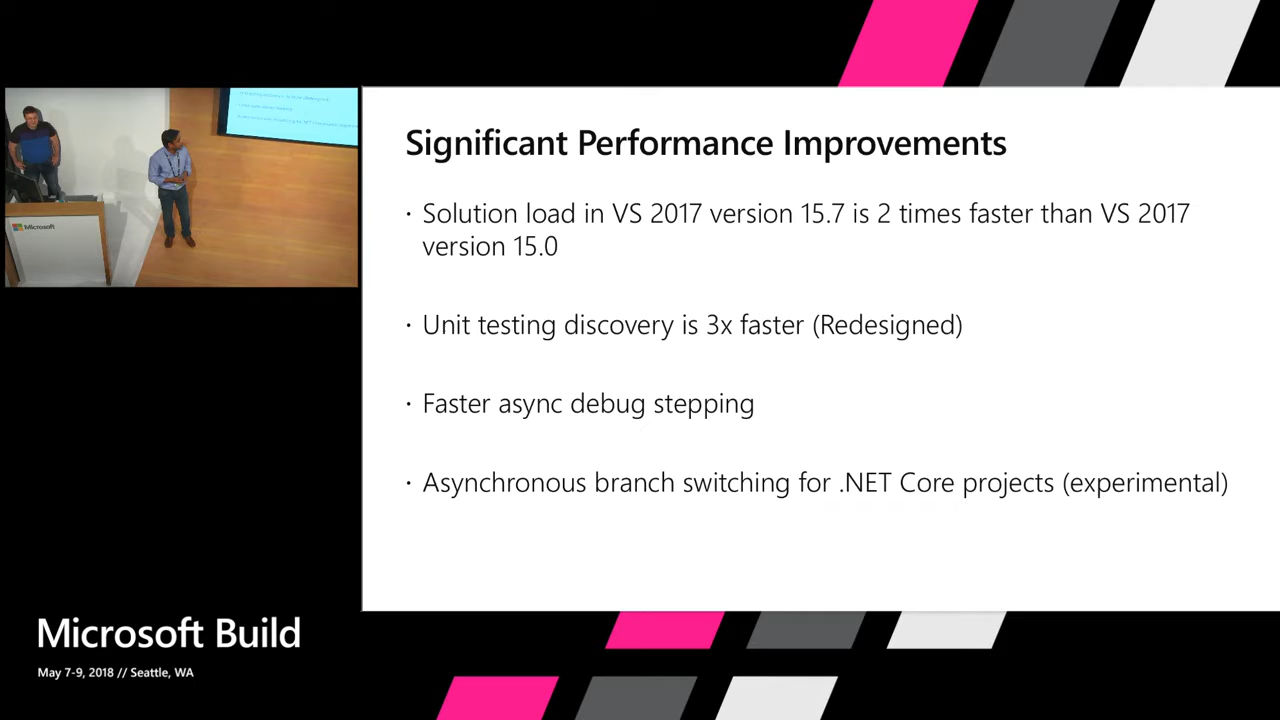 Significant Performance Improvements
· Solution load in VS 2017 version 15.7 is 2 times faster than VS 2017
version 15.0
· Unit testing discovery is 3x faster (Redesigned)
· Faster async debug stepping
· Asynchronous branch switching for .NET Core projects (experimental)
Microsoft
Microsoft Build
May 7-9, 2018 // Seattle, WA